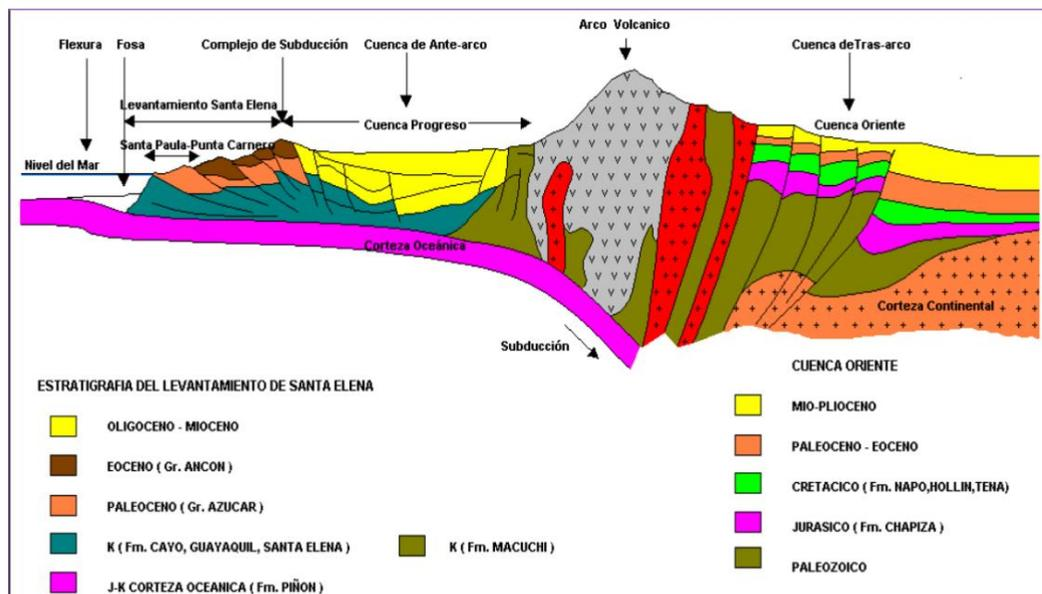 Arco Volcanico
Flexura
Fosa
Complejo de Subducción
Cuenca de Ante-arco
Cuenca deTras-arco
Levantamiento Santa Elena
Cuenca Progreso
Cuenca Oriente
Santa Paula-Punta Carnero
Nivel del Mar
Corteza Oceánica
Corteza Continental
Subducción
ESTRATIGRAFIA DEL LEVANTAMIENTO DE SANTA ELENA
OLIGOCENO - MIOCENO
EOCENO ( Gr. ANCON )
PALEOCENO ( Gr. AZUCAR )
K ( Fm. CAYO, GUAYAQUIL, SANTA ELENA )
K ( Fm. MACUCHI )
J-K CORTEZA OCEANICA ( Fm. PIÑON )
CUENCA ORIENTE
MIO-PLIOCENO
PALEOCENO - EOCENO
CRETACICO ( Fm. NAPO,HOLLIN,TENA)
JURASICO ( Fm. CHAPIZA )
PALEOZOICO